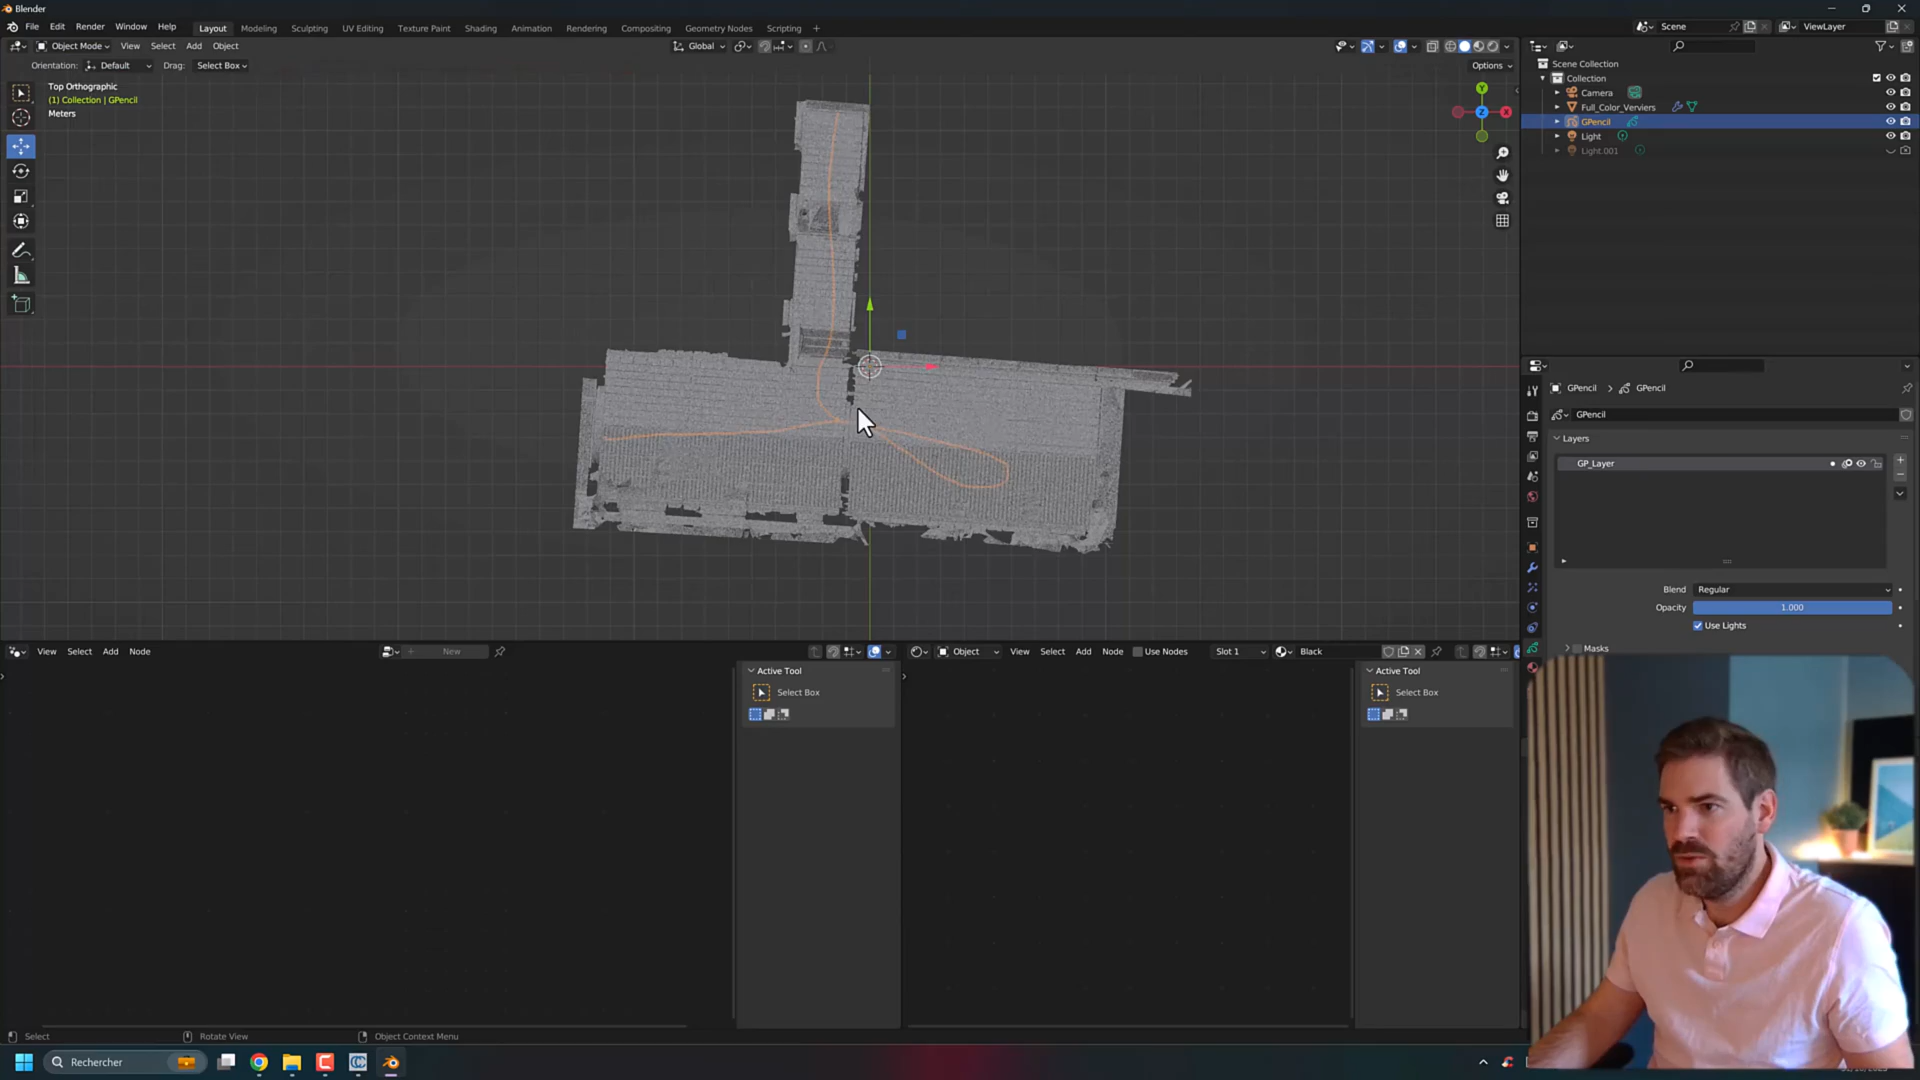 Blender
File Edit Render Window Help Layout Modeling Sculpting UV Editing Texture Paint Shading Animation Rendering Compositing Geometry Nodes Scripting + Scene ViewLayer
Object Mode View Select Add Object Global
Orientation: Default Drag: Select Box Options
Top Orthographic
(1) Collection | GPencil
Meters
Y
Z
X
Scene Collection
Collection
Camera
Full_Color_Verviers
GPencil
Light
Light.001
GPencil GPencil
GPencil
Layers
GP_Layer
Blend Regular
Opacity 1.000
Use Lights
Masks
View Select Add Node New
Active Tool
Select Box
Object View Select Add Node Use Nodes Slot 1 Black
Active Tool
Select Box
Select Rotate View Object Context Menu
Rechercher